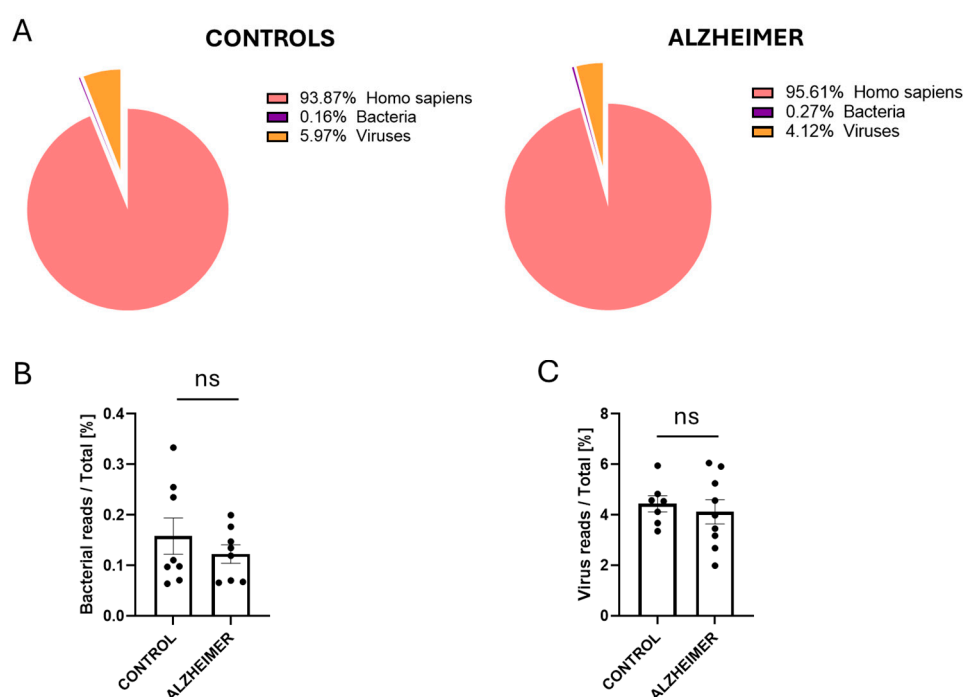 A
CONTROLS
93.87% Homo sapiens
0.16% Bacteria
5.97% Viruses
ALZHEIMER
95.61% Homo sapiens
0.27% Bacteria
4.12% Viruses
B
ns
Bacterial reads / Total [%]
0.4
0.3
0.2
0.1
0.0
CONTROL
ALZHEIMER
C
ns
Virus reads / Total [%]
8
6
4
2
0
CONTROL
ALZHEIMER